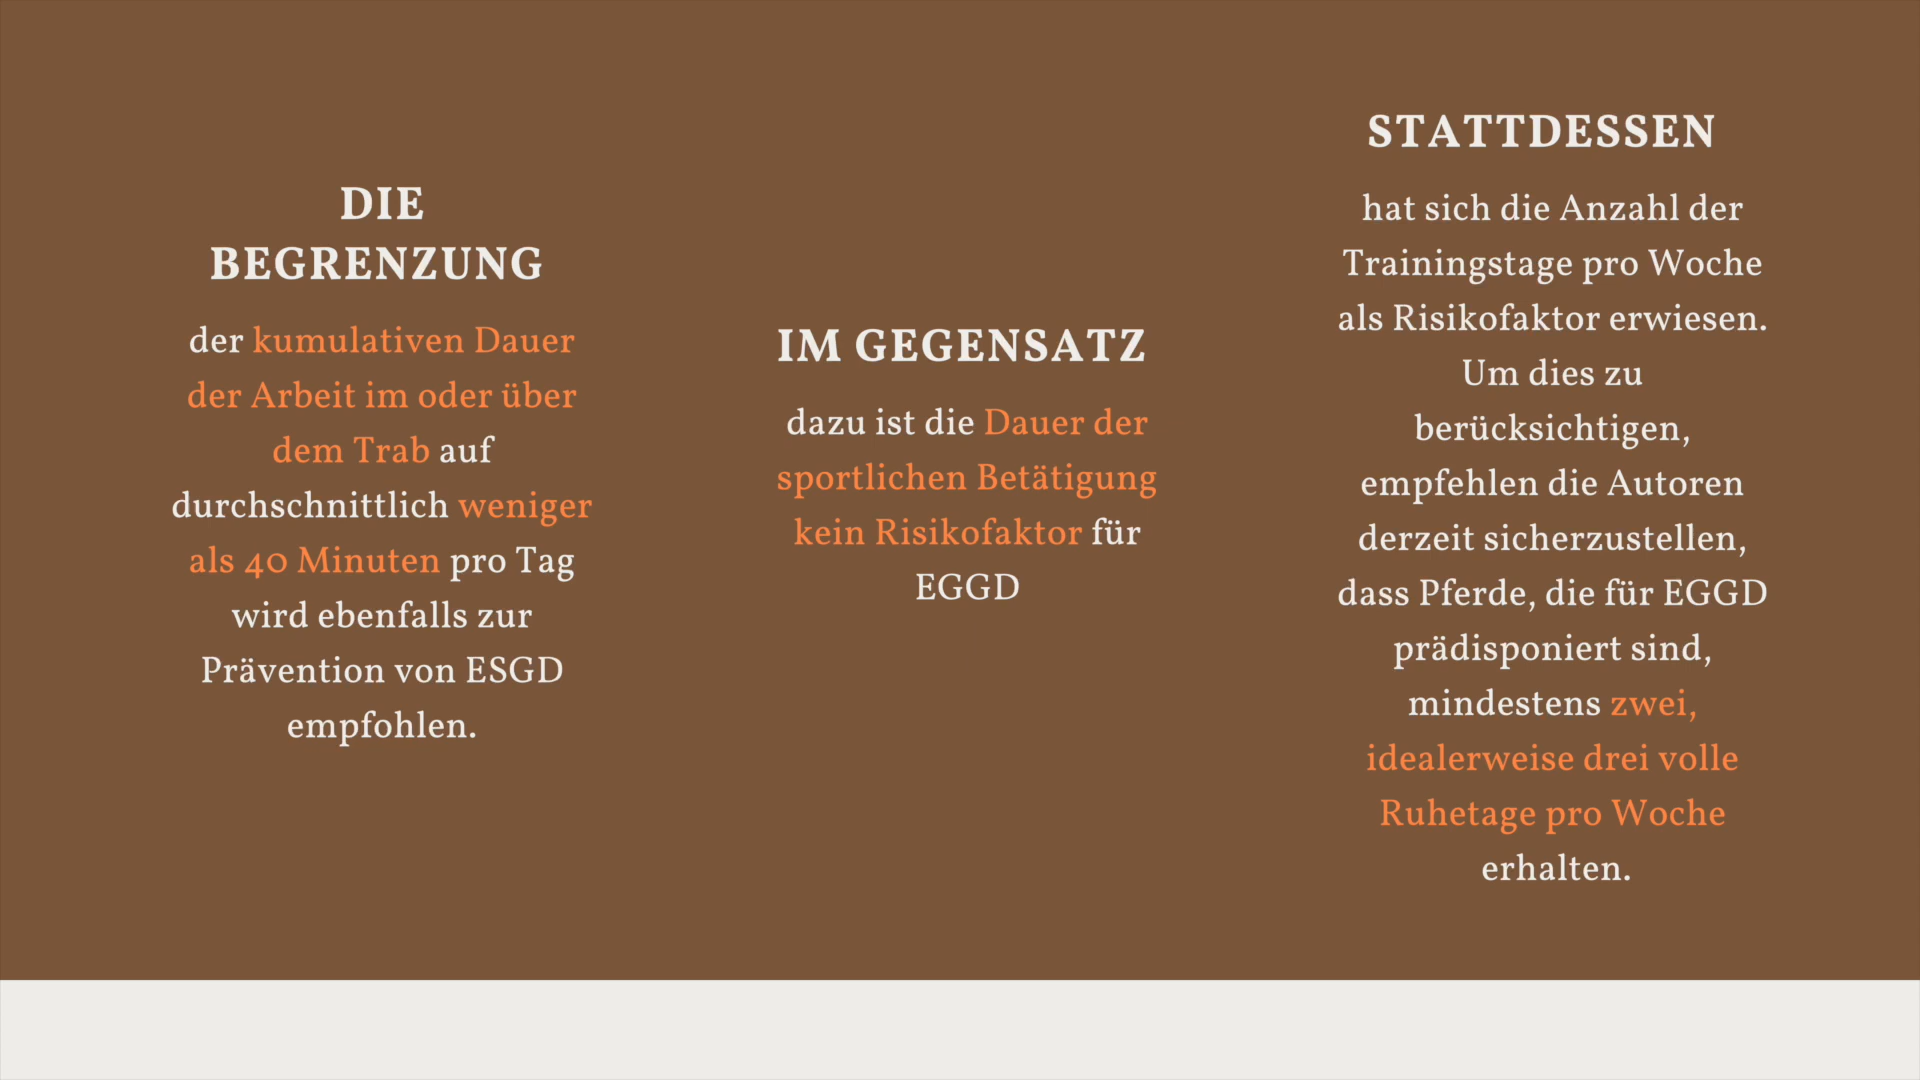 DIE
BEGRENZUNG
der kumulativen Dauer
der Arbeit im oder über
dem Trab auf
durchschnittlich weniger
als 40 Minuten pro Tag
wird ebenfalls zur
Prävention von ESGD
empfohlen.
IM GEGENSATZ
dazu ist die Dauer der
sportlichen Betätigung
kein Risikofaktor für
EGGD
STATTDESSEN
hat sich die Anzahl der
Trainingstage pro Woche
als Risikofaktor erwiesen.
Um dies zu
berücksichtigen,
empfehlen die Autoren
derzeit sicherzustellen,
dass Pferde, die für EGGD
prädisponiert sind,
mindestens zwei,
idealerweise drei volle
Ruhetage pro Woche
erhalten.